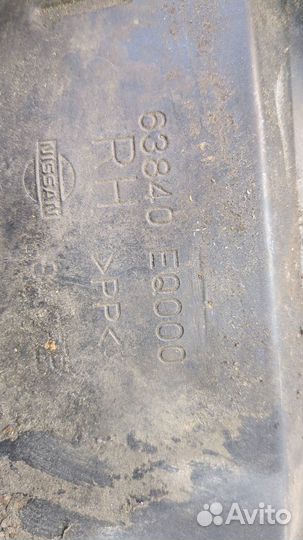 63840 EQ000
RH
>PP<
NISSAN
Avito